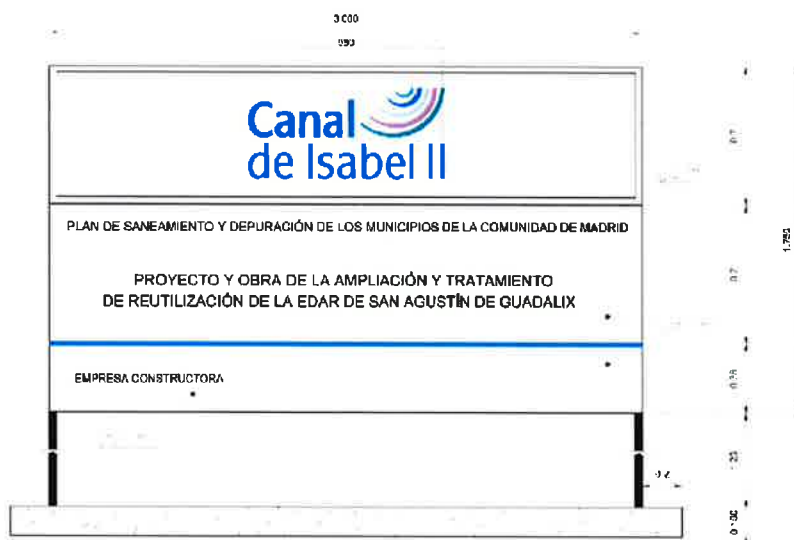 3 000
990
Canal
de Isabel II
0.7
PLAN DE SANEAMIENTO Y DEPURACIÓN DE LOS MUNICIPIOS DE LA COMUNIDAD DE MADRID
1.750
PROYECTO Y OBRA DE LA AMPLIACIÓN Y TRATAMIENTO
0.7
DE REUTILIZACIÓN DE LA EDAR DE SAN AGUSTÍN DE GUADALIX
EMPRESA CONSTRUCTORA